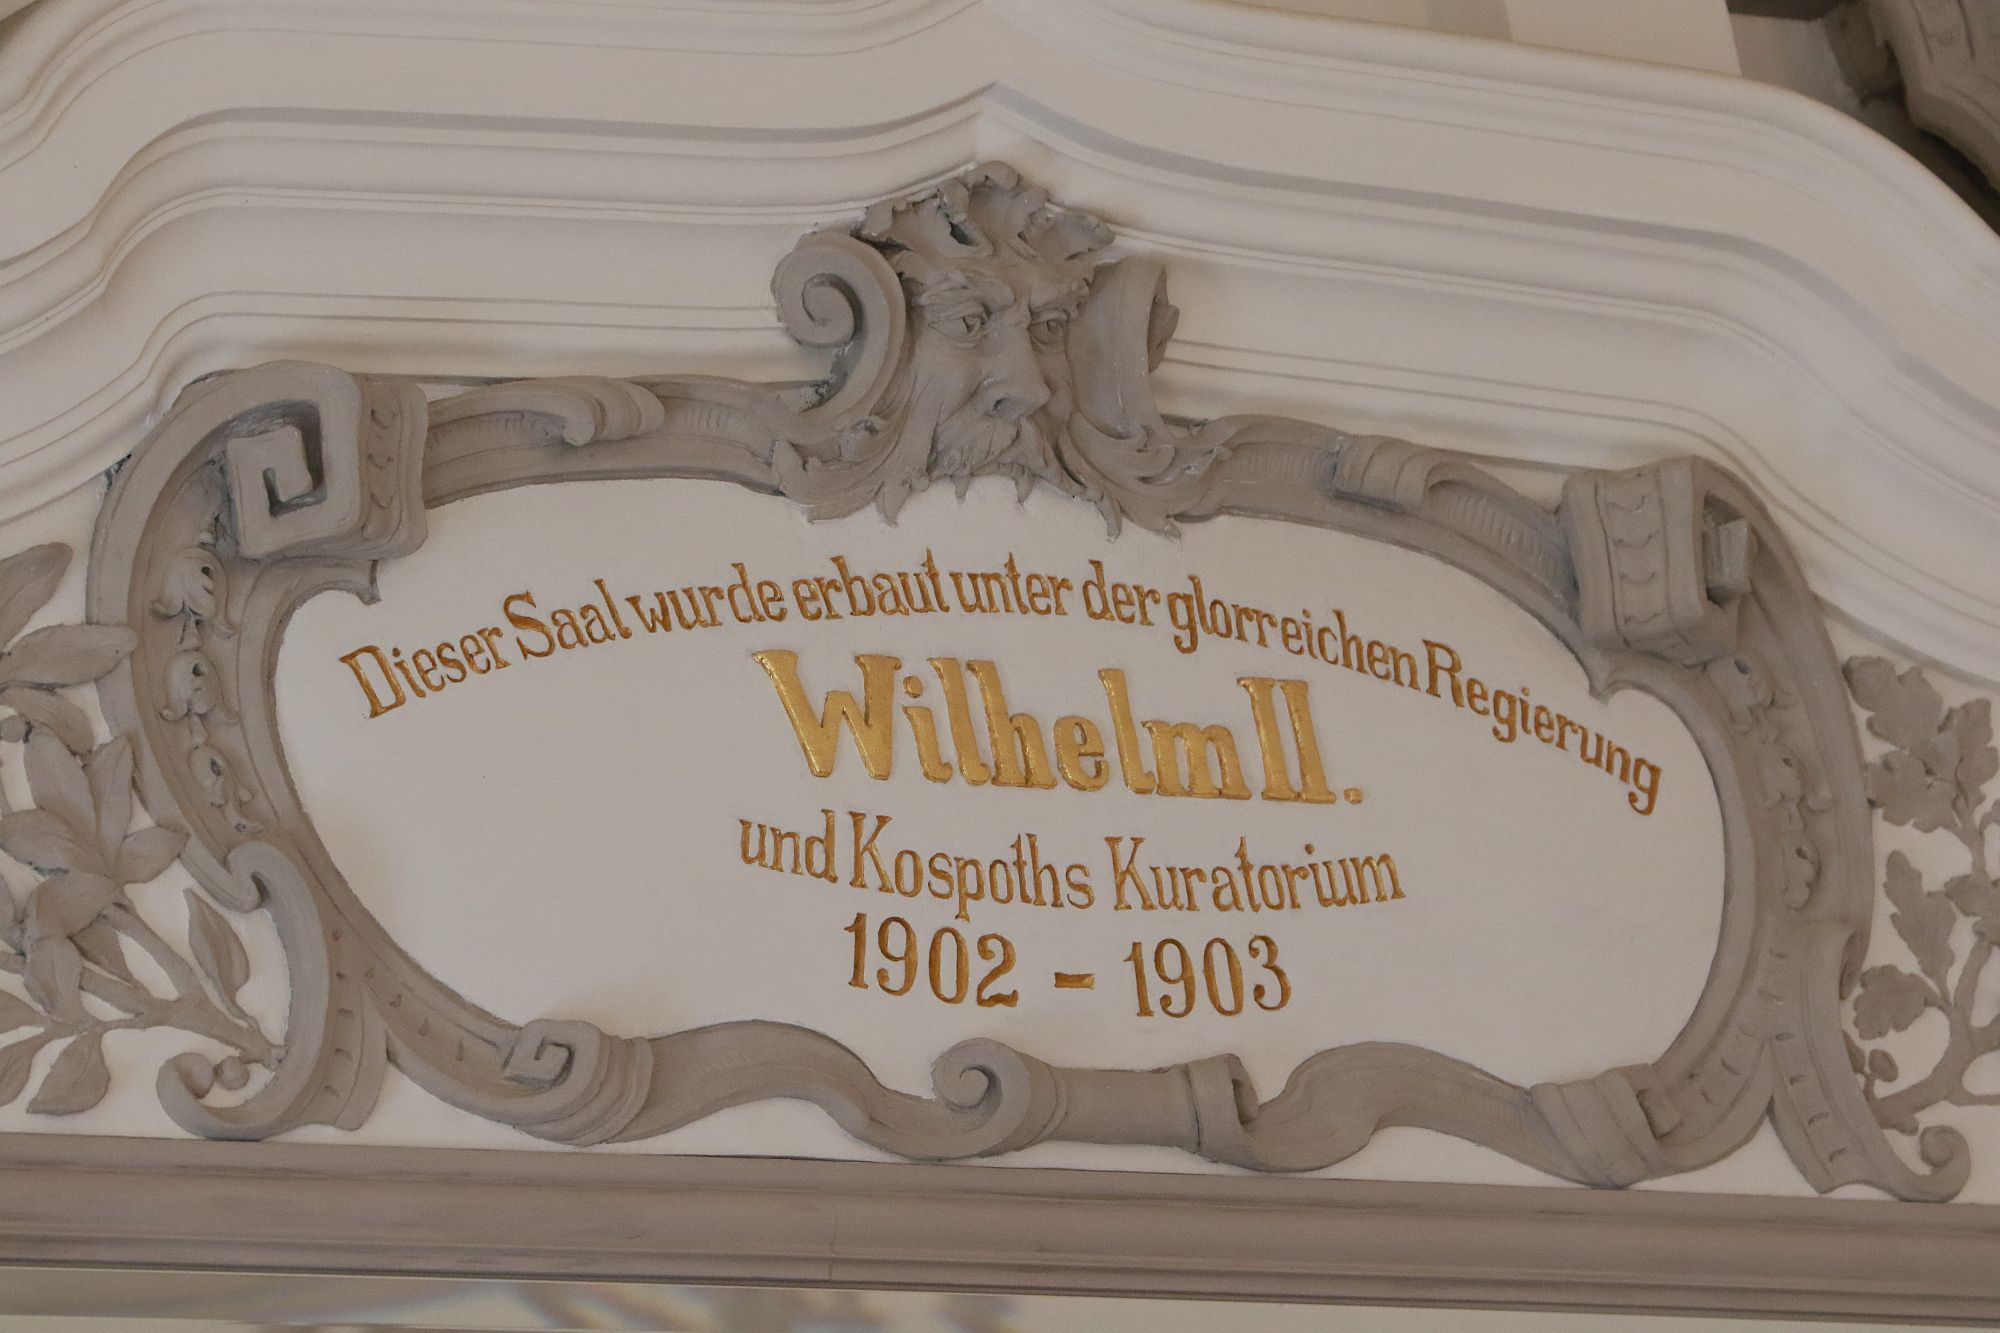 Dieser Saal wurde erbaut unter der glorreichen Regierung
Wilhelm II.
und Kospoths Kuratorium
1902 - 1903